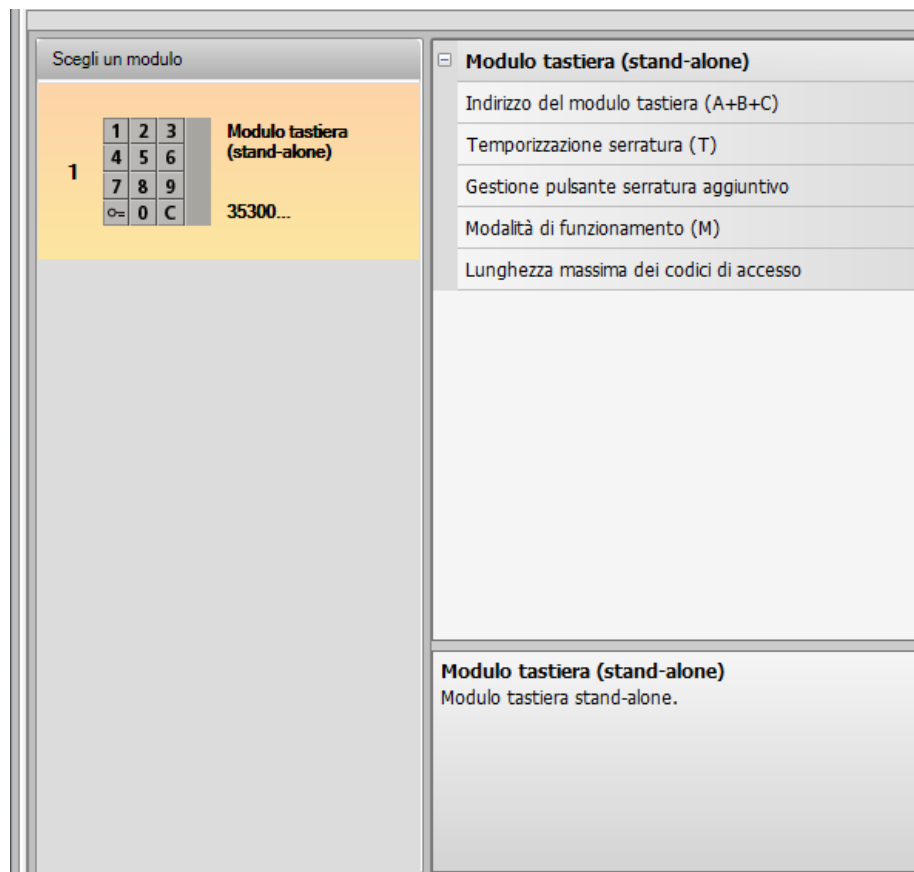 Scegli un modulo
1
1 2 3
4 5 6
7 8 9
0 C
Modulo tastiera
(stand-alone)
35300...
Modulo tastiera (stand-alone)
Indirizzo del modulo tastiera (A+B+C)
Temporizzazione serratura (T)
Gestione pulsante serratura aggiuntivo
Modalità di funzionamento (M)
Lunghezza massima dei codici di accesso
Modulo tastiera (stand-alone)
Modulo tastiera stand-alone.